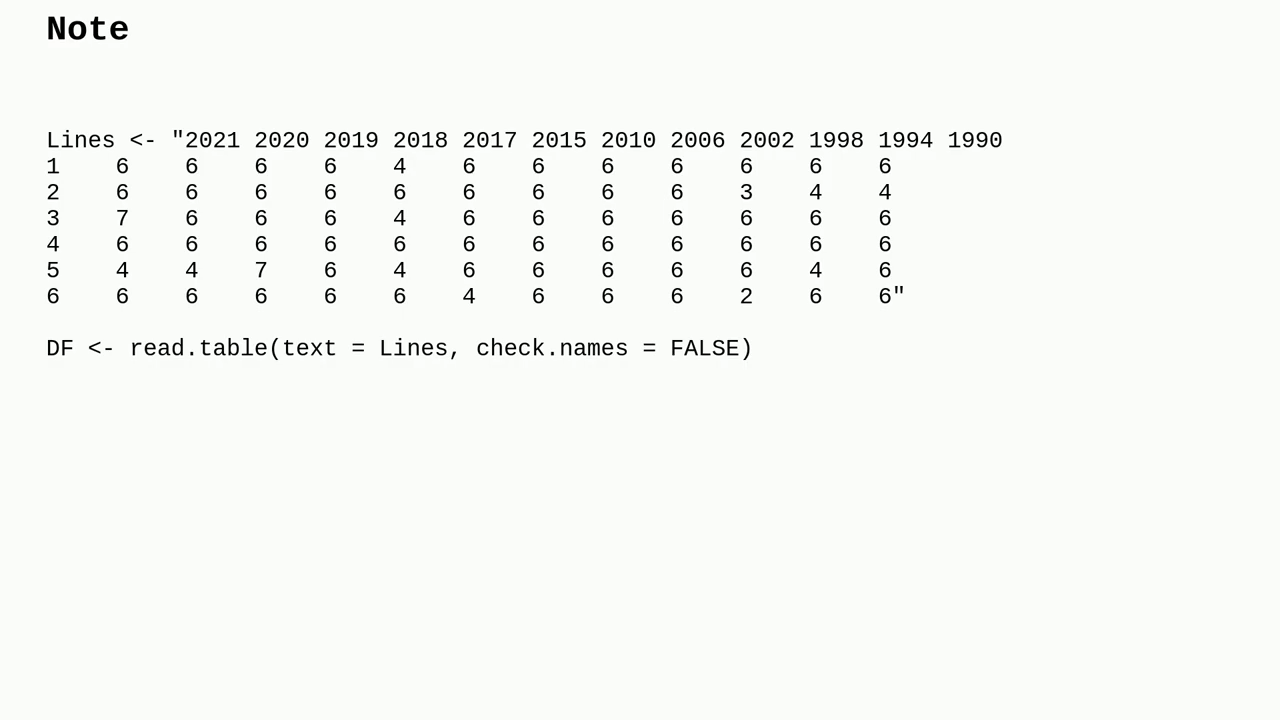 Note
Lines <- "2021 2020 2019 2018 2017 2015 2010 2006 2002 1998 1994 1990
1    6    6    6    6    4    6    6    6    6    6    6    6
2    6    6    6    6    6    6    6    6    6    3    4    4
3    7    6    6    6    4    6    6    6    6    6    6    6
4    6    6    6    6    6    6    6    6    6    6    6    6
5    4    4    7    6    4    6    6    6    6    6    4    6
6    6    6    6    6    6    4    6    6    6    2    6    6"
DF <- read.table(text = Lines, check.names = FALSE)